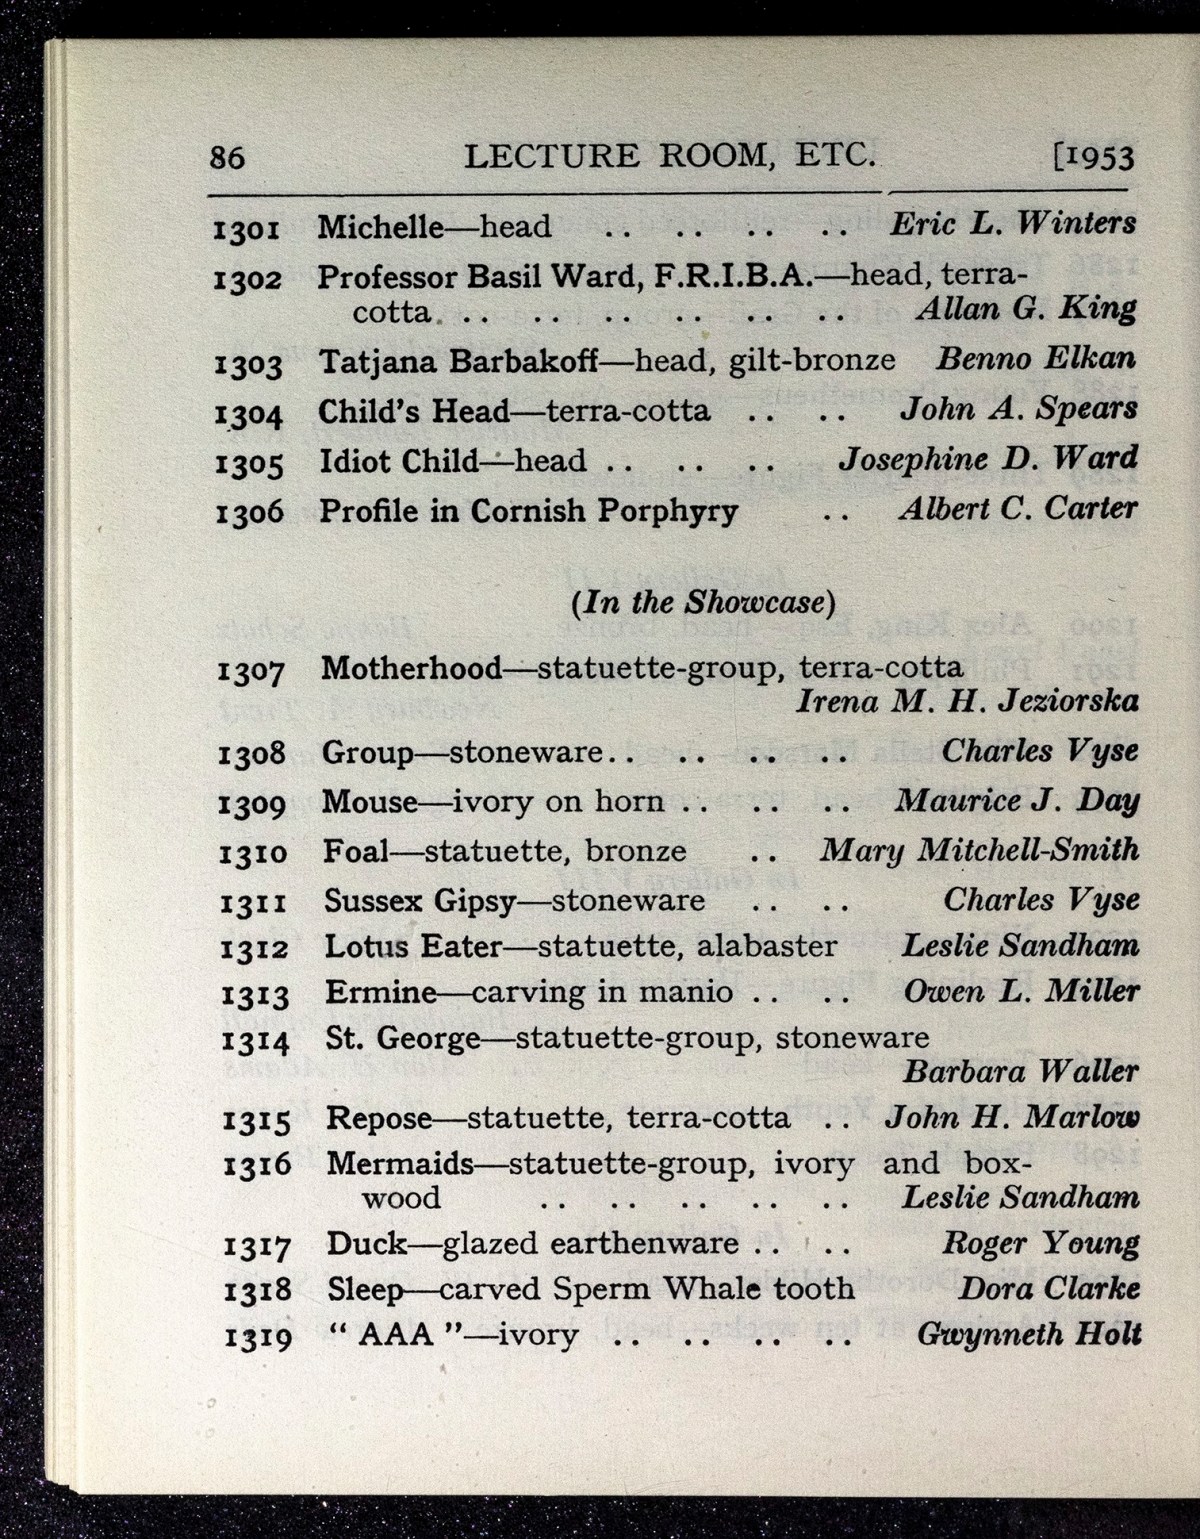 86 LECTURE ROOM, ETC. [1953
1301 Michelle—head .. .. .. .. Eric L. Winters
1302 Professor Basil Ward, F.R.I.B.A.—head, terra-
cotta. .. .. .. .. .. .. Allan G. King
1303 Tatjana Barbakoff—head, gilt-bronze Benno Elkan
1304 Child's Head—terra-cotta .. .. John A. Spears
1305 Idiot Child—head .. .. .. Josephine D. Ward
1306 Profile in Cornish Porphyry .. Albert C. Carter
(In the Showcase)
1307 Motherhood—statuette-group, terra-cotta
Irena M. H. Jeziorska
1308 Group—stoneware.. .. .. .. Charles Vyse
1309 Mouse—ivory on horn .. .. .. Maurice J. Day
1310 Foal—statuette, bronze .. Mary Mitchell-Smith
1311 Sussex Gipsy—stoneware .. .. Charles Vyse
1312 Lotus Eater—statuette, alabaster Leslie Sandham
1313 Ermine—carving in manio .. .. Owen L. Miller
1314 St. George—statuette-group, stoneware
Barbara Waller
1315 Repose—statuette, terra-cotta .. John H. Marlow
1316 Mermaids—statuette-group, ivory and box-
wood .. .. .. .. .. Leslie Sandham
1317 Duck—glazed earthenware .. .. Roger Young
1318 Sleep—carved Sperm Whale tooth Dora Clarke
1319 “ AAA ”—ivory .. .. .. .. Gwynneth Holt